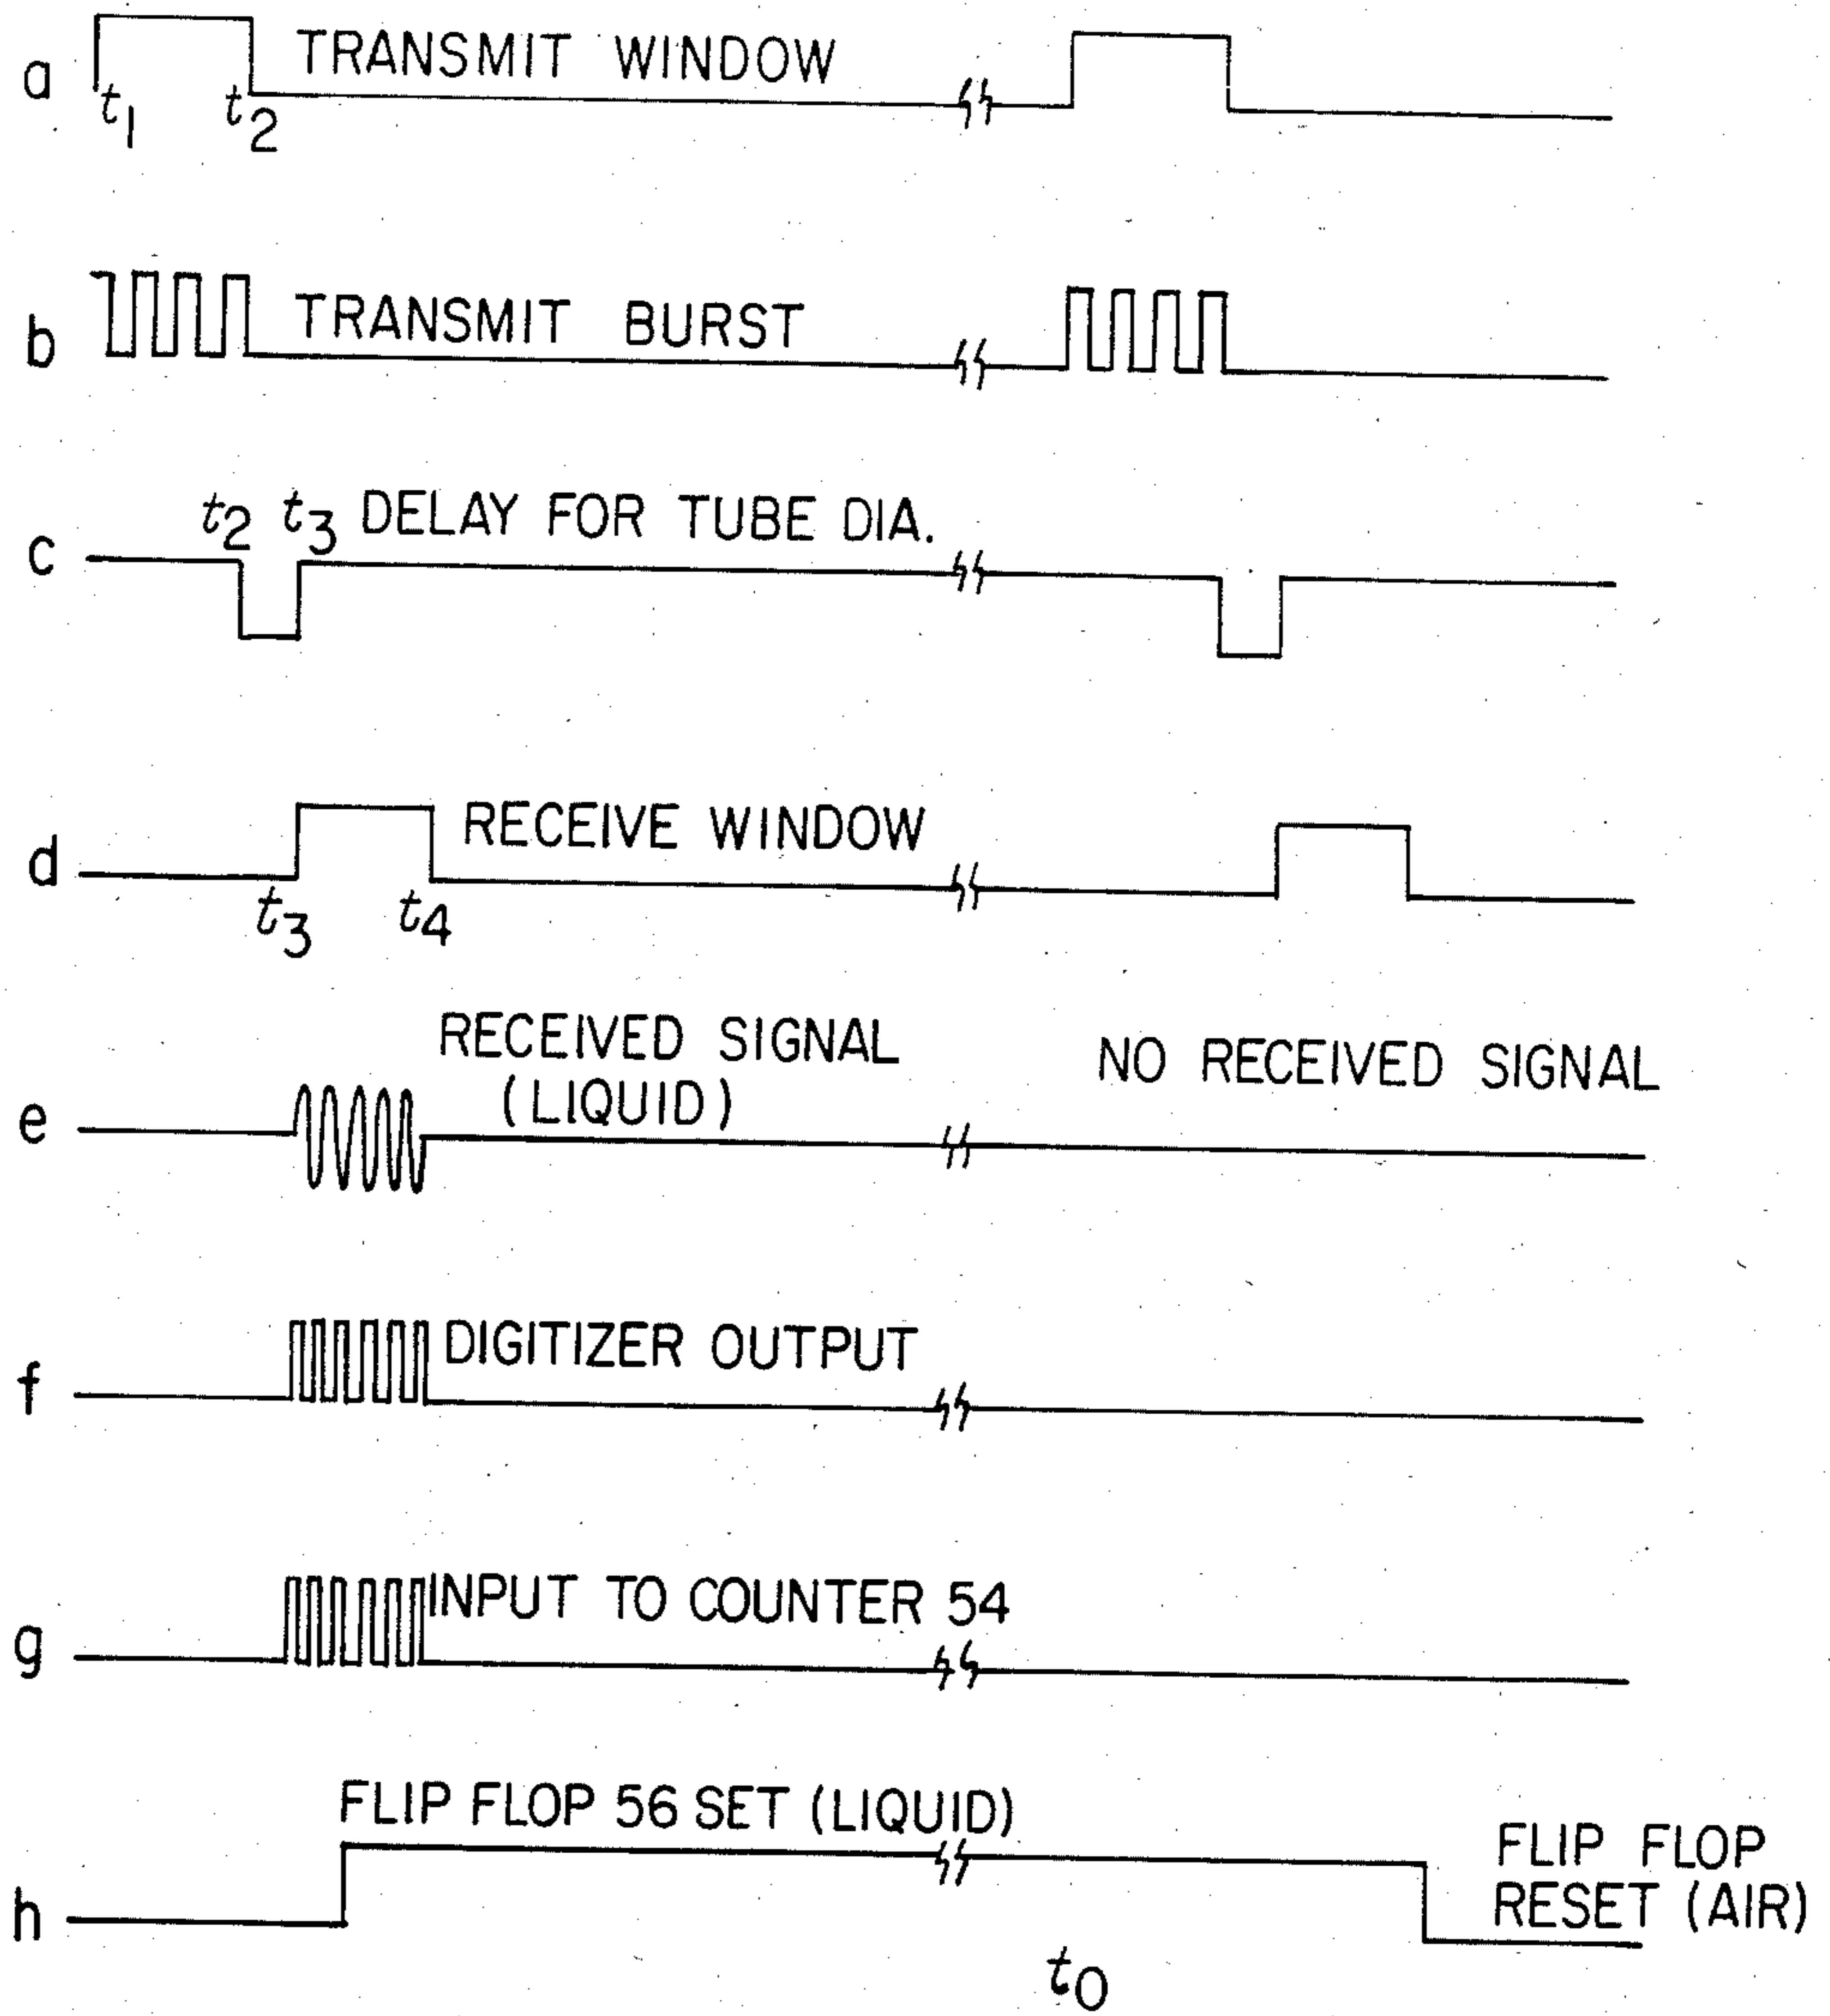 a
TRANSMIT WINDOW
t1
t2
b
TRANSMIT BURST
c
t2
t3
DELAY FOR TUBE DIA.
d
RECEIVE WINDOW
t3
t4
e
RECEIVED SIGNAL
(LIQUID)
NO RECEIVED SIGNAL
f
DIGITIZER OUTPUT
g
INPUT TO COUNTER 54
h
FLIP FLOP 56 SET (LIQUID)
FLIP FLOP
RESET (AIR)
t0